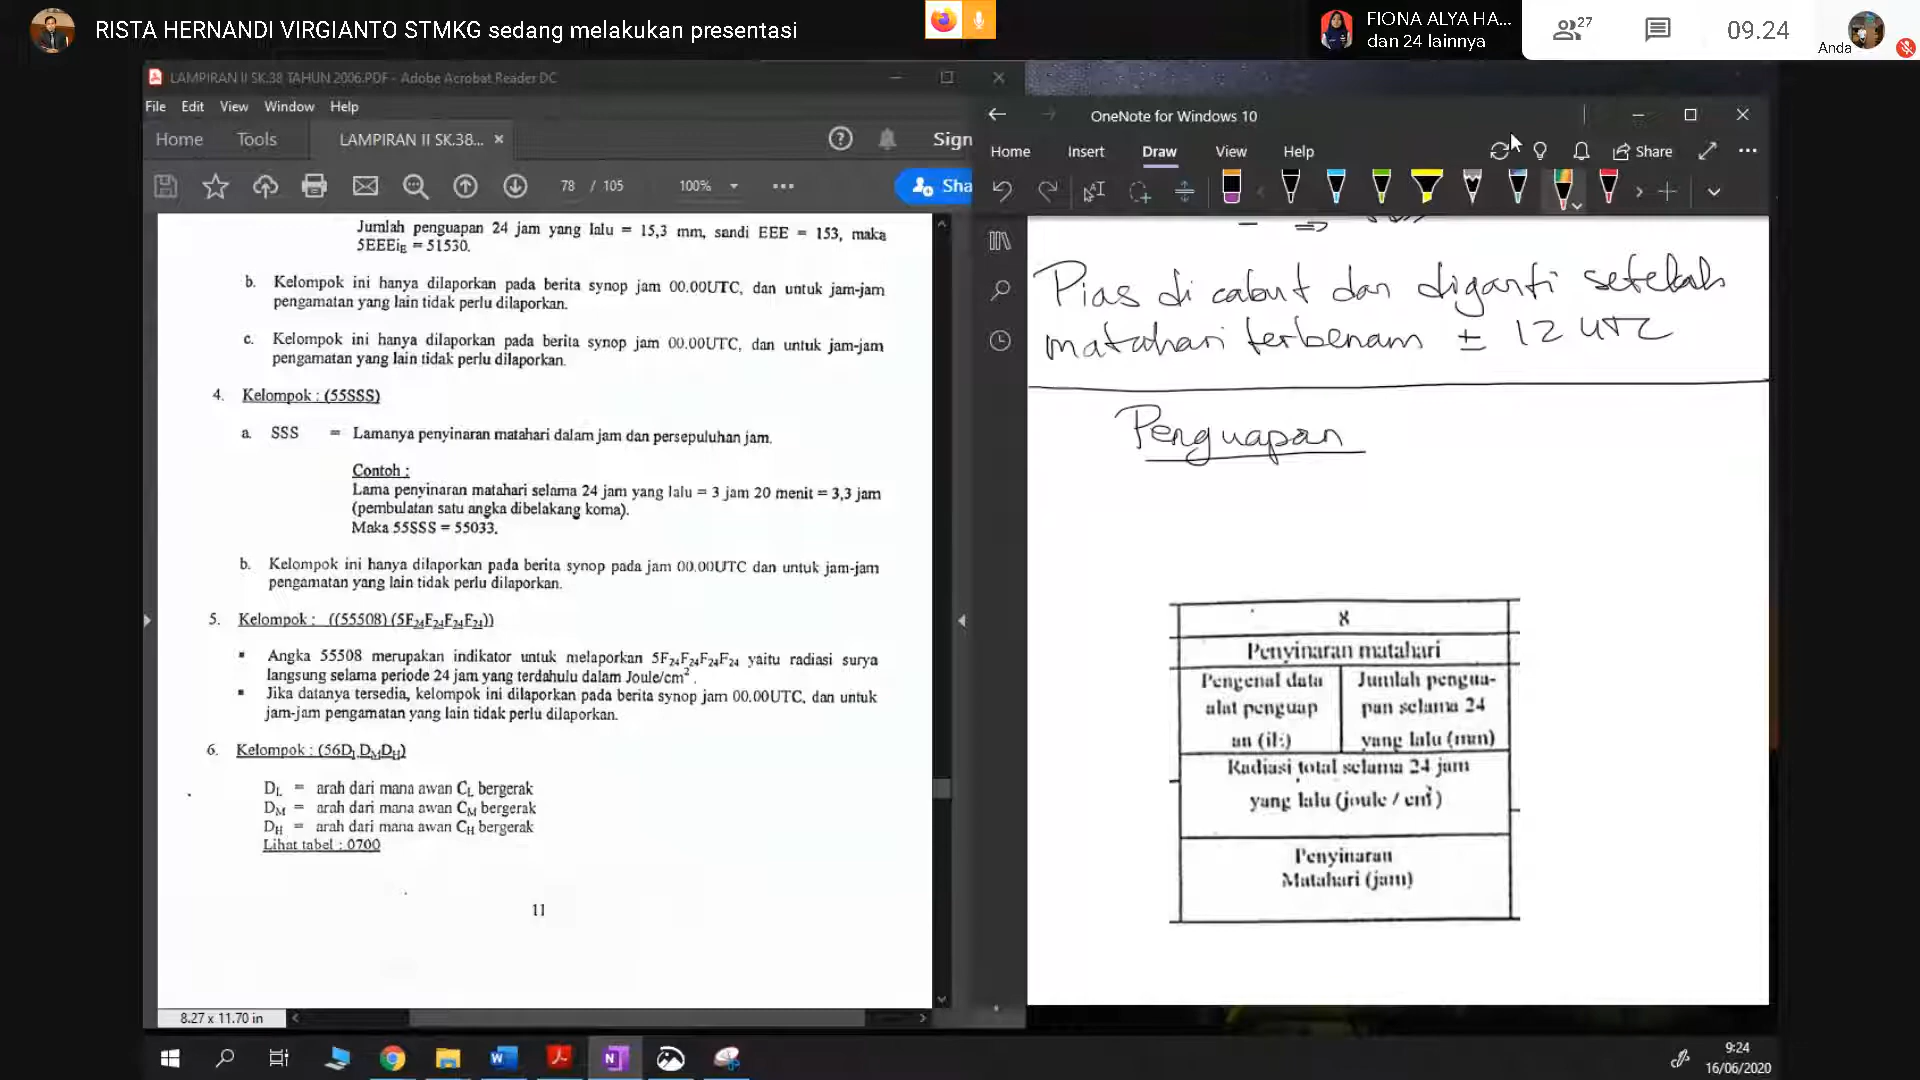 RISTA HERNANDI VIRGIANTO STMKG sedang melakukan presentasi
FIONA ALYA HA...
dan 24 lainnya
27
09.24
Anda
LAMPIRAN II SK.38 TAHUN 2006.PDF - Adobe Acrobat Reader DC
File Edit View Window Help
Home Tools LAMPIRAN II SK.38... ×
Sign
78 / 105 100%
Sha
Jumlah penguapan 24 jam yang lalu = 15,3 mm, sandi EEE = 153, maka
5EEEiE = 51530.
b. Kelompok ini hanya dilaporkan pada berita synop jam 00.00UTC, dan untuk jam-jam
pengamatan yang lain tidak perlu dilaporkan.
c. Kelompok ini hanya dilaporkan pada berita synop jam 00.00UTC, dan untuk jam-jam
pengamatan yang lain tidak perlu dilaporkan.
4. Kelompok : (55SSS)
a. SSS = Lamanya penyinaran matahari dalam jam dan persepuluhan jam.
Contoh :
Lama penyinaran matahari selama 24 jam yang lalu = 3 jam 20 menit = 3,3 jam
(pembulatan satu angka dibelakang koma).
Maka 55SSS = 55033.
b. Kelompok ini hanya dilaporkan pada berita synop pada jam 00.00UTC dan untuk jam-jam
pengamatan yang lain tidak perlu dilaporkan.
5. Kelompok : ((55508) (5F24F24F24F24))
▪ Angka 55508 merupakan indikator untuk melaporkan 5F24F24F24F24 yaitu radiasi surya
langsung selama periode 24 jam yang terdahulu dalam Joule/cm².
▪ Jika datanya tersedia, kelompok ini dilaporkan pada berita synop jam 00.00UTC, dan untuk
jam-jam pengamatan yang lain tidak perlu dilaporkan.
6. Kelompok : (56DLDMDH)
DL = arah dari mana awan CL bergerak
DM = arah dari mana awan CM bergerak
DH = arah dari mana awan CH bergerak
Lihat tabel : 0700
11
8.27 x 11.70 in
OneNote for Windows 10
Home Insert Draw View Help
Share
Pias di cabut dan diganti setelah
matahari terbenam ± 12 UTC
Penguapan
8
Penyinaran matahari
Pengenal data
alat penguap
an (iE)
Jumlah pengua-
pan selama 24
yang lalu (mm)
Radiasi total selama 24 jam
yang lalu (joule / cm²)
Penyinaran
Matahari (jam)
9:24
16/06/2020